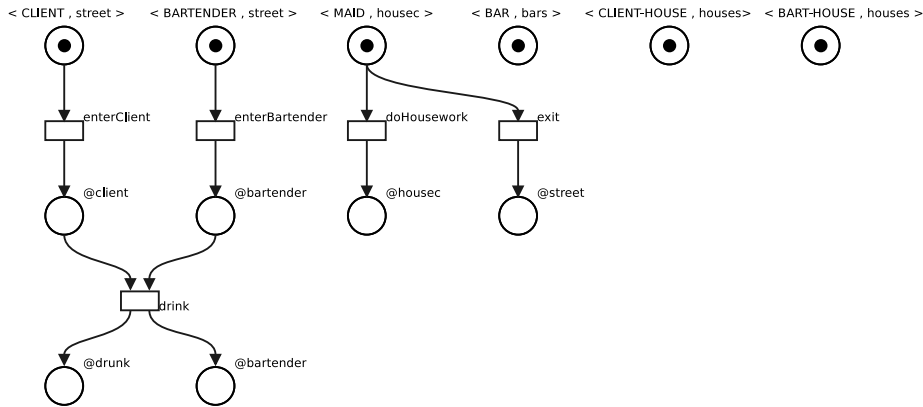 < CLIENT , street >
< BARTENDER , street >
< MAID , housec >
< BAR , bars >
< CLIENT-HOUSE , houses>
< BART-HOUSE , houses >
enterClient
enterBartender
doHousework
exit
@client
@bartender
@housec
@street
drink
@drunk
@bartender